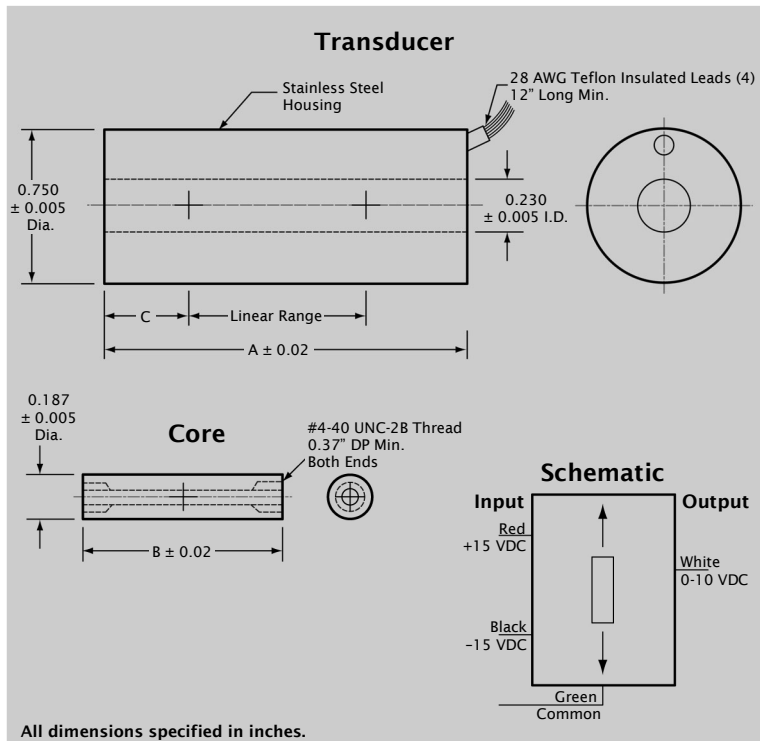 Transducer
Stainless Steel
Housing
28 AWG Teflon Insulated Leads (4)
12" Long Min.
0.750
± 0.005
Dia.
0.230
± 0.005 I.D.
C
Linear Range
A ± 0.02
0.187
± 0.005
Dia.
Core
#4-40 UNC-2B Thread
0.37" DP Min.
Both Ends
B ± 0.02
Schematic
Input
Output
Red
+15 VDC
White
0-10 VDC
Black
–15 VDC
Green
Common
All dimensions specified in inches.